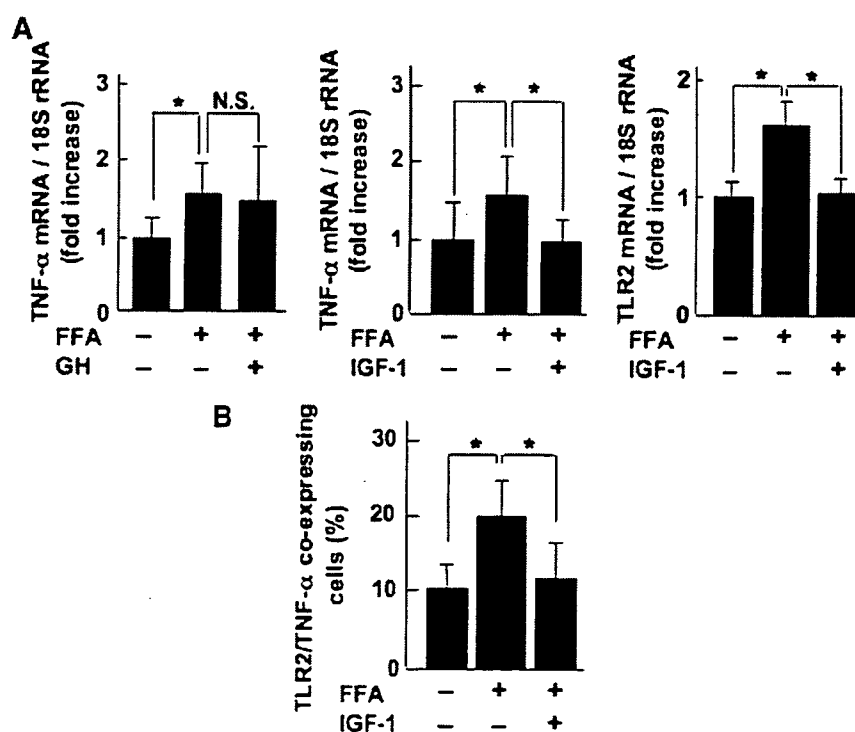 A
TNF-α mRNA / 18S rRNA
(fold increase)
3
2
1
0
*
N.S.
FFA − + +
GH − − +
TNF-α mRNA / 18S rRNA
(fold increase)
3
2
1
0
*
*
FFA − + +
IGF-1 − − +
TLR2 mRNA / 18S rRNA
(fold increase)
2
1
0
*
*
FFA − + +
IGF-1 − − +
B
TLR2/TNF-α co-expressing
cells (%)
30
20
10
0
*
*
FFA − + +
IGF-1 − − +